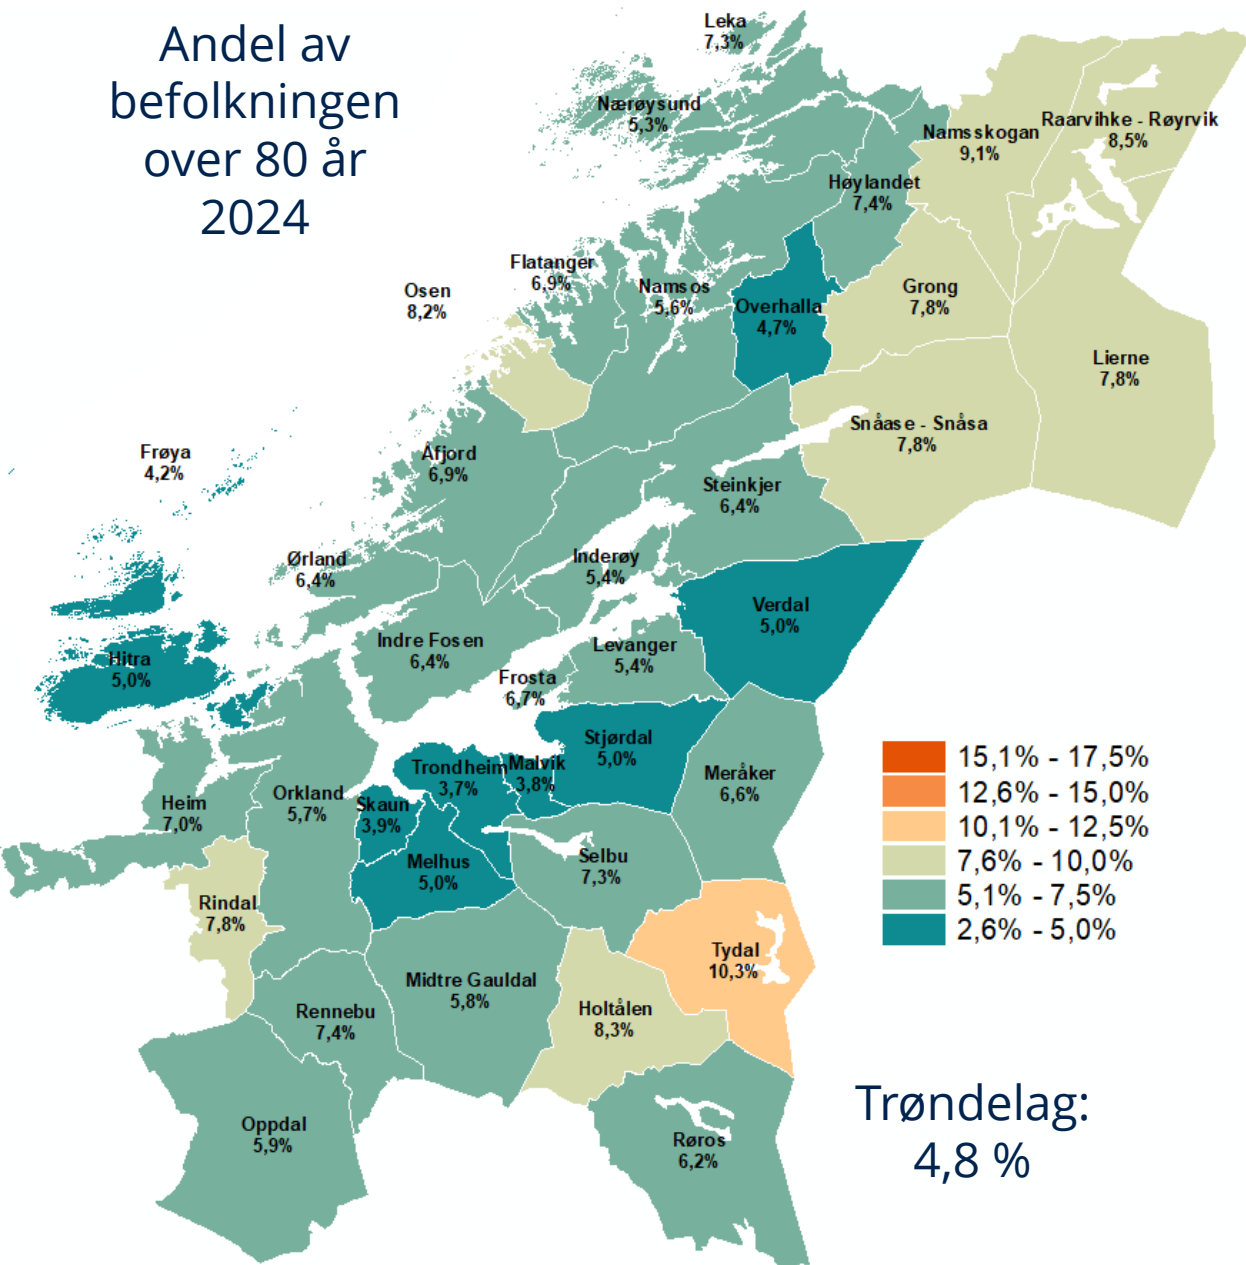 Andel av
befolkningen
over 80 år
2024
Leka
7,3%
Nærøysund
5,3%
Namsskogan
9,1%
Raarvihke - Røyrvik
8,5%
Høylandet
7,4%
Flatanger
6,9%
Osen
8,2%
Namsos
5,6%
Overhalla
4,7%
Grong
7,8%
Lierne
7,8%
Snåase - Snåsa
7,8%
Frøya
4,2%
Åfjord
6,9%
Steinkjer
6,4%
Ørland
6,4%
Inderøy
5,4%
Verdal
5,0%
Hitra
5,0%
Indre Fosen
6,4%
Levanger
5,4%
Frosta
6,7%
Stjørdal
5,0%
Trondheim
3,7%
Malvik
3,8%
Meråker
6,6%
Heim
7,0%
Orkland
5,7%
Skaun
3,9%
Melhus
5,0%
Selbu
7,3%
Rindal
7,8%
Tydal
10,3%
Midtre Gauldal
5,8%
Holtålen
8,3%
Rennebu
7,4%
Oppdal
5,9%
Røros
6,2%
15,1% - 17,5%
12,6% - 15,0%
10,1% - 12,5%
7,6% - 10,0%
5,1% - 7,5%
2,6% - 5,0%
Trøndelag:
4,8 %